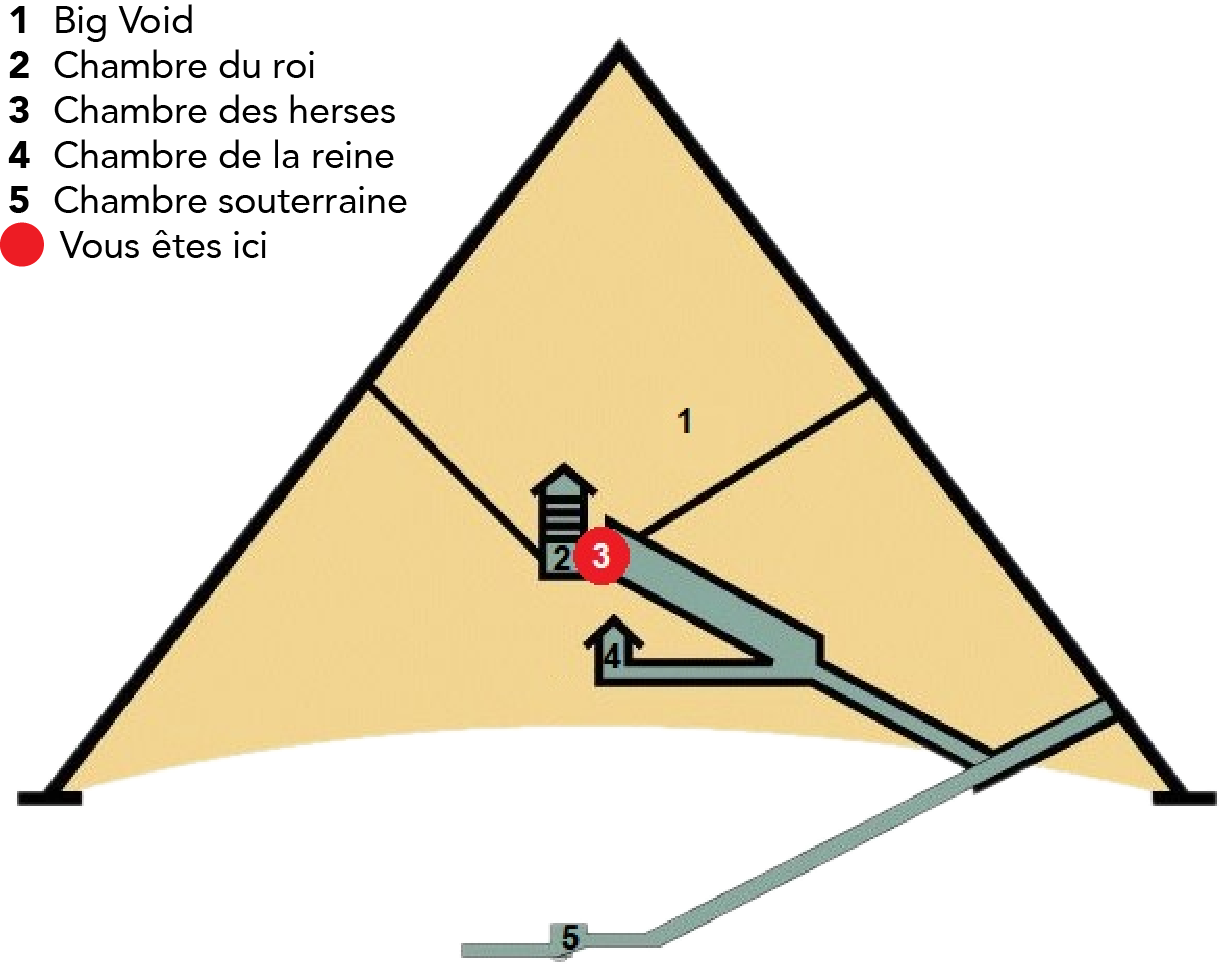 1 Big Void
2 Chambre du roi
3 Chambre des herses
4 Chambre de la reine
5 Chambre souterraine
Vous êtes ici
1
2
3
4
5